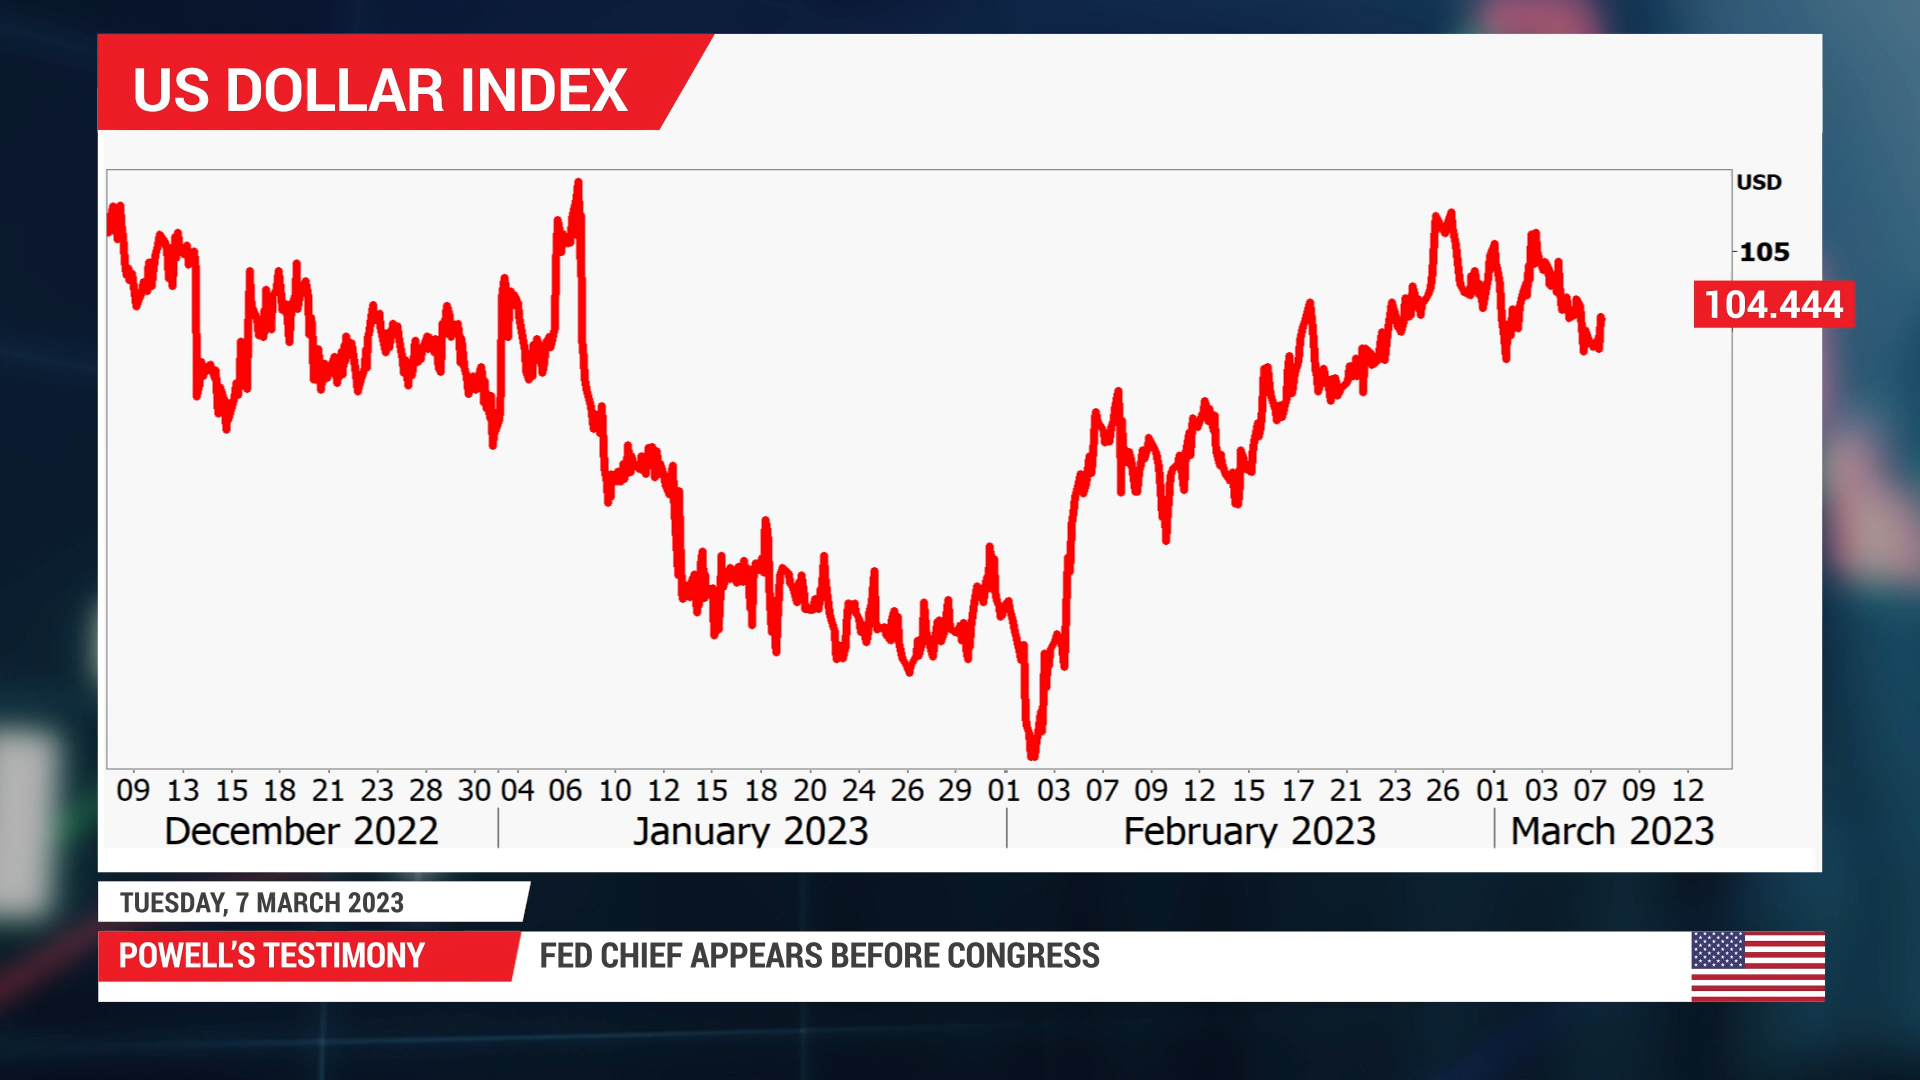 US DOLLAR INDEX
USD
105
104.444
09 13 15 18 21 23 28 30 04 06 10 12 15 18 20 24 26 29 01 03 07 09 12 15 17 21 23 26 01 03 07 09 12
December 2022 January 2023 February 2023 March 2023
TUESDAY, 7 MARCH 2023
POWELL'S TESTIMONY FED CHIEF APPEARS BEFORE CONGRESS